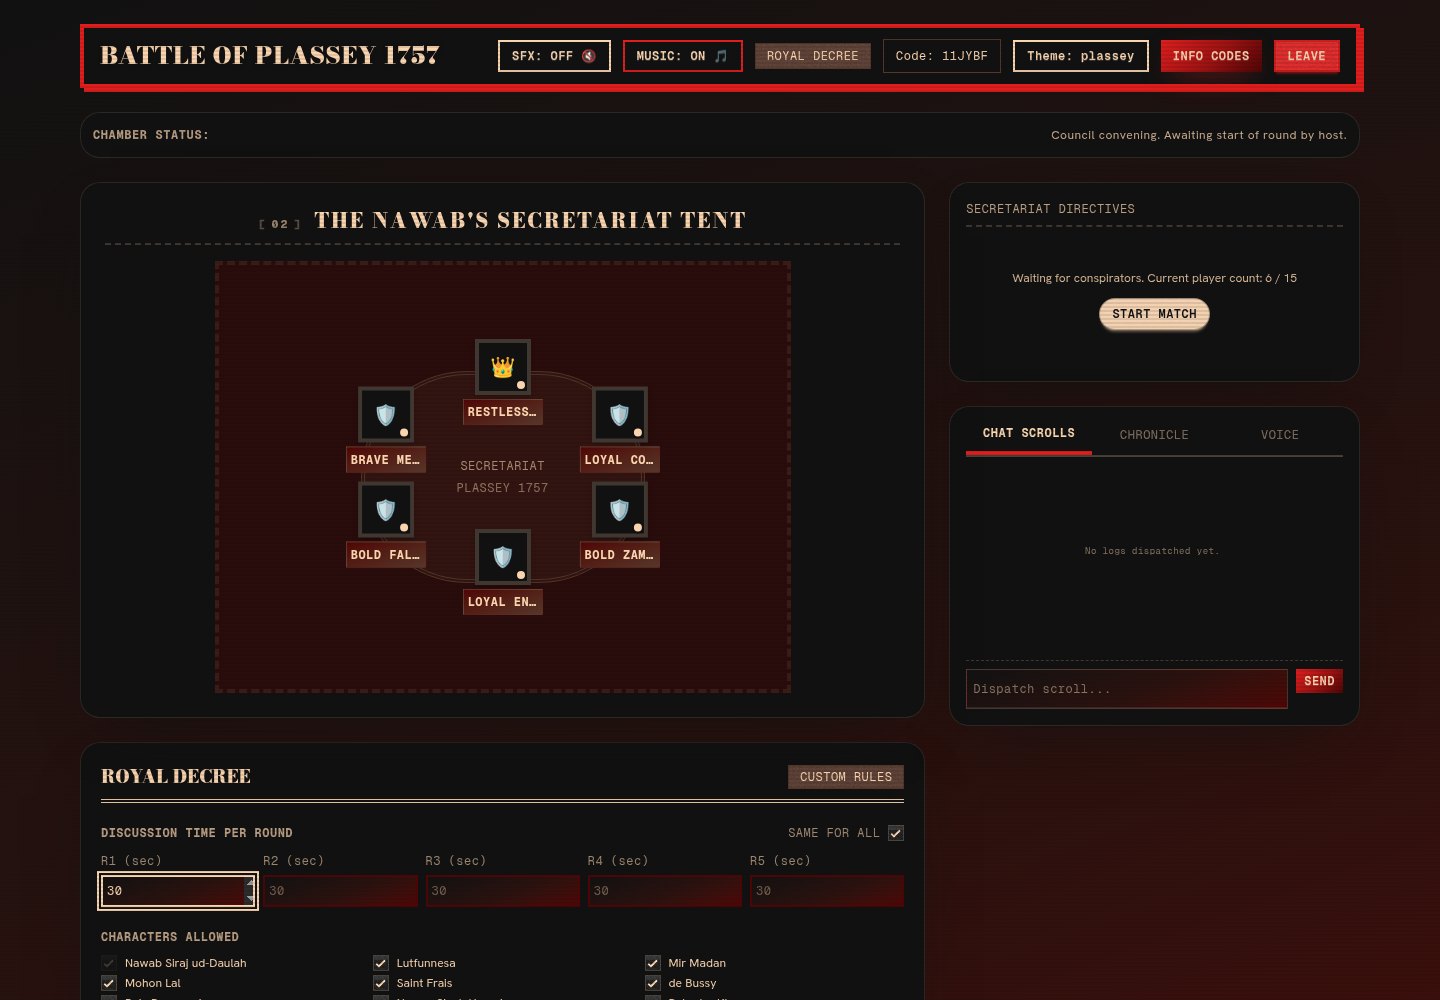 BATTLE OF PLASSEY 1757
SFX: OFF
MUSIC: ON
ROYAL DECREE
Code: 11JYBF
Theme: plassey
INFO CODES
LEAVE
CHAMBER STATUS:
Council convening. Awaiting start of round by host.
[ 02 ] THE NAWAB'S SECRETARIAT TENT
RESTLESS…
BRAVE ME…
LOYAL CO…
SECRETARIAT
PLASSEY 1757
BOLD FAL…
BOLD ZAM…
LOYAL EN…
SECRETARIAT DIRECTIVES
Waiting for conspirators. Current player count: 6 / 15
START MATCH
CHAT SCROLLS
CHRONICLE
VOICE
No logs dispatched yet.
Dispatch scroll...
SEND
ROYAL DECREE
CUSTOM RULES
DISCUSSION TIME PER ROUND
SAME FOR ALL
R1 (sec)
R2 (sec)
R3 (sec)
R4 (sec)
R5 (sec)
30
30
30
30
30
CHARACTERS ALLOWED
Nawab Siraj ud-Daulah
Lutfunnesa
Mir Madan
Mohon Lal
Saint Frais
de Bussy